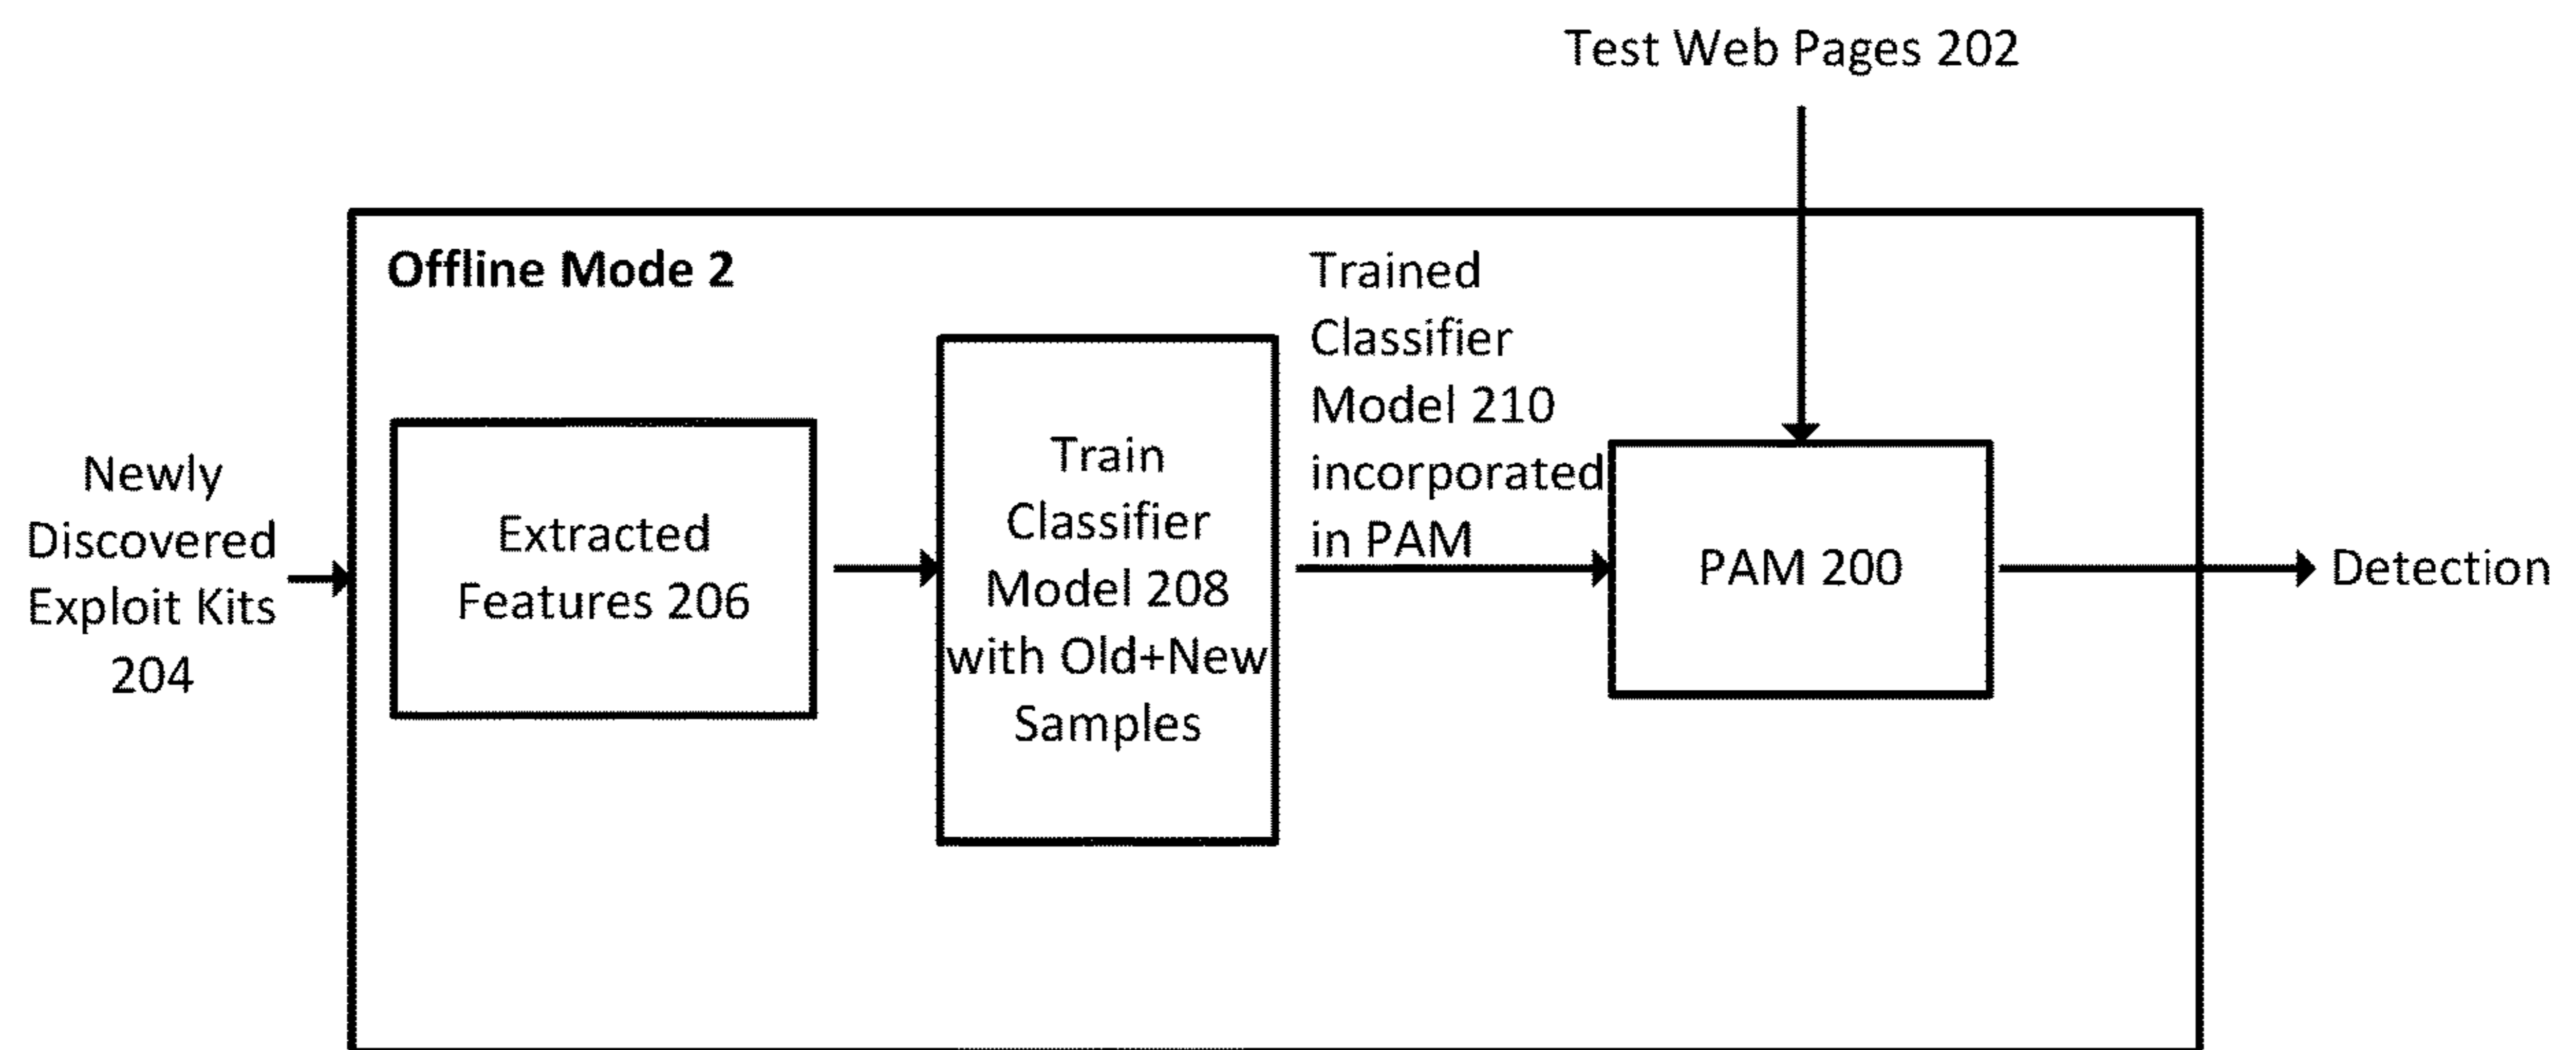 Test Web Pages 202
Offline Mode 2
Newly
Discovered
Exploit Kits
204
Extracted
Features 206
Train
Classifier
Model 208
with Old+New
Samples
Trained
Classifier
Model 210
incorporated
in PAM
PAM 200
Detection